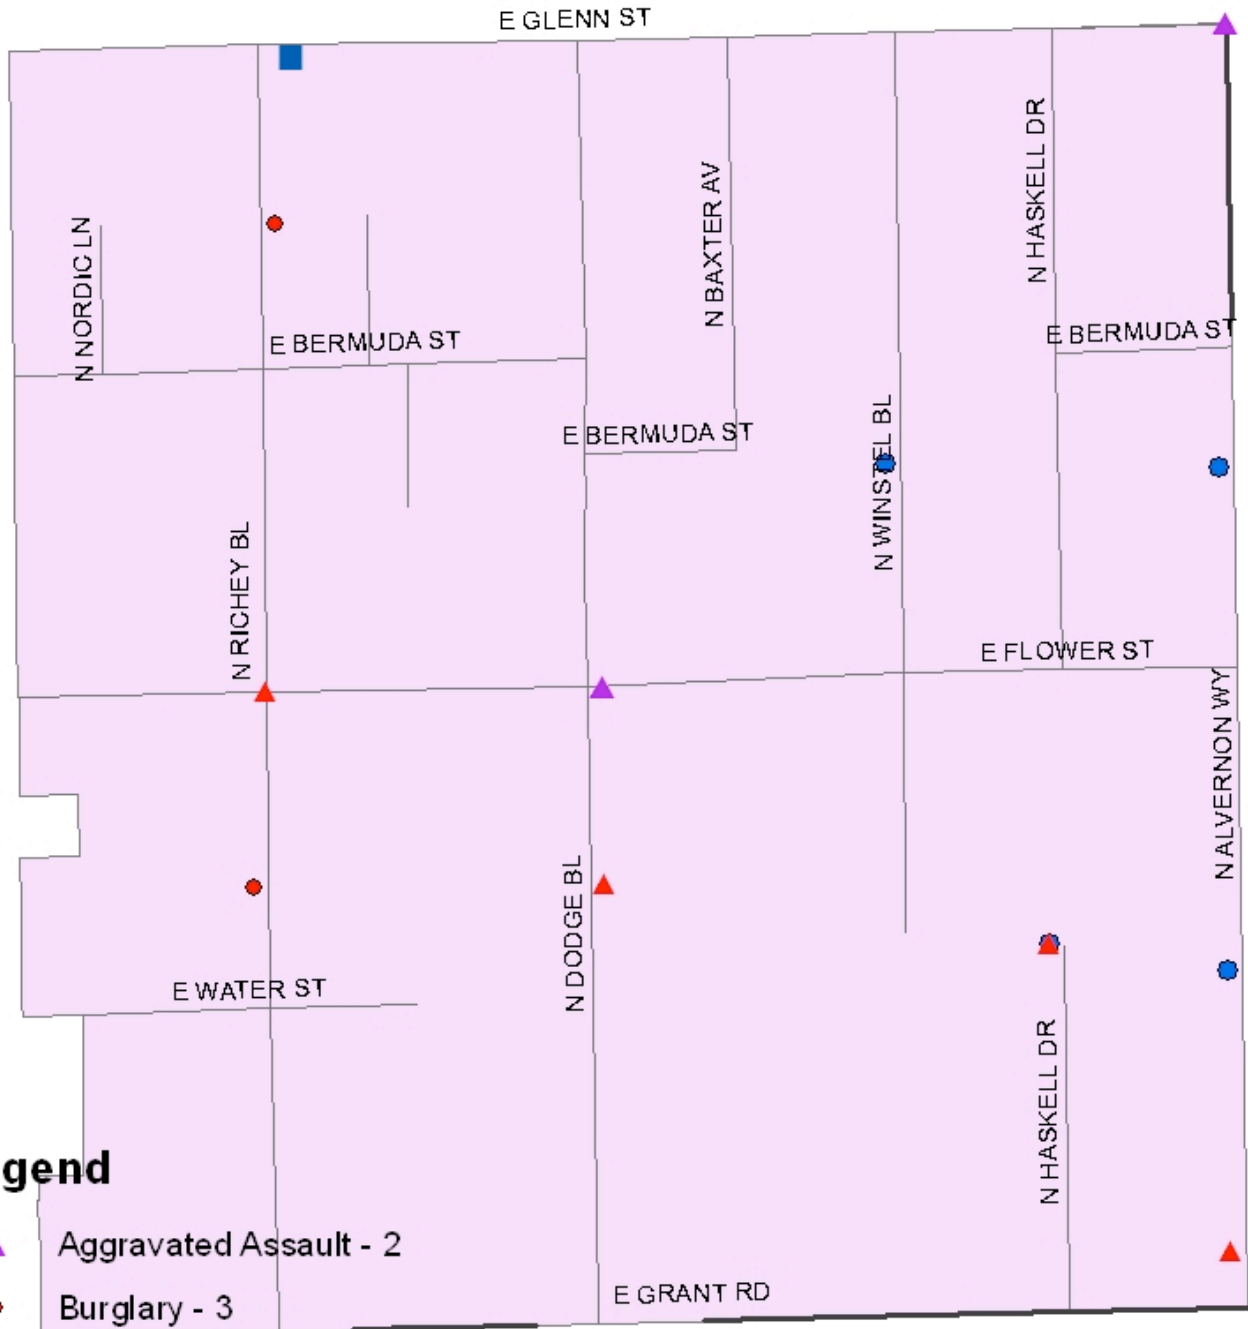 E GLENN ST
N HASKELL DR
N BAXTER AV
N NORDIC LN
E BERMUDA ST
E BERMUDA ST
E BERMUDA ST
N WINSTEL BL
N RICHEY BL
E FLOWER ST
N ALVERNON WY
N DODGE BL
E WATER ST
N HASKELL DR
gend
Aggravated Assault - 2
E GRANT RD
Burglary - 3